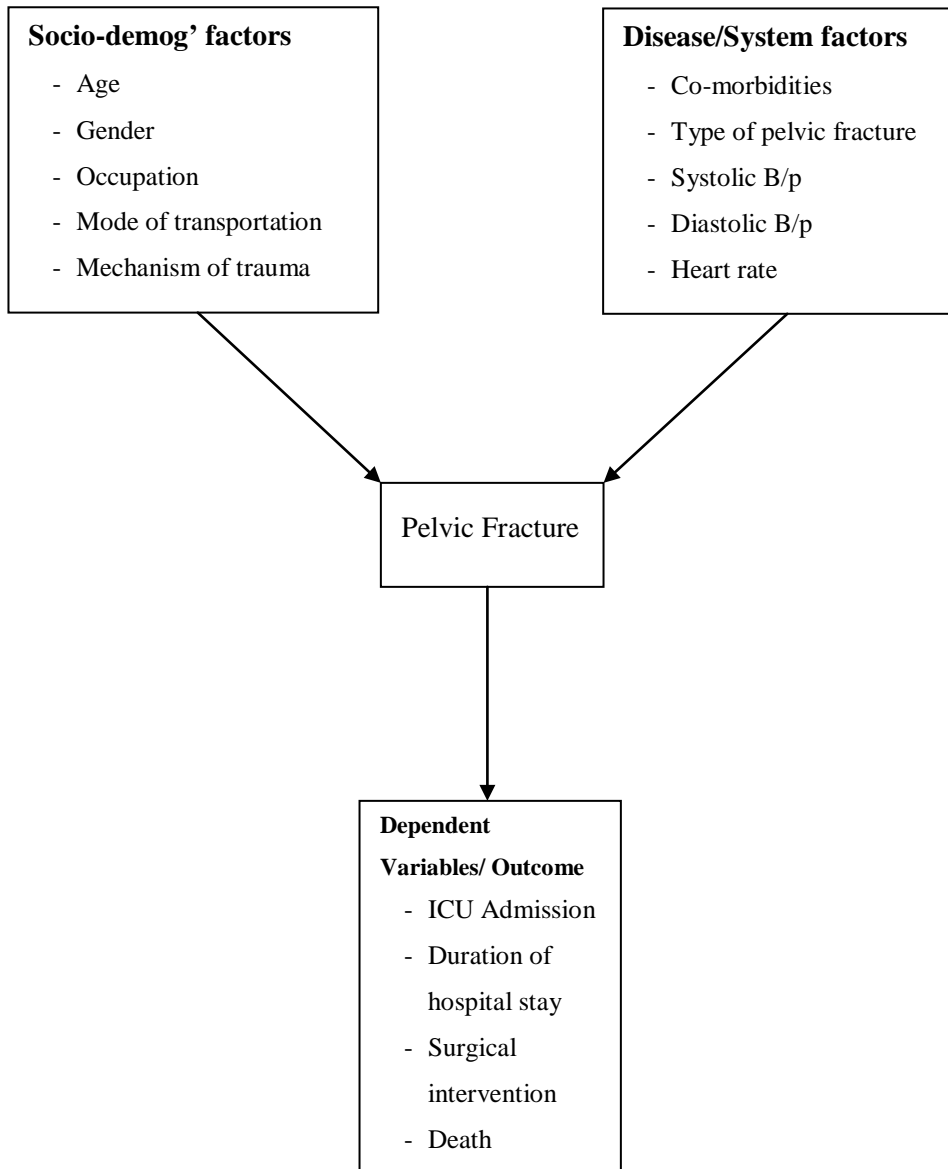 Socio-demog’ factors
- Age
- Gender
- Occupation
- Mode of transportation
- Mechanism of trauma
Disease/System factors
- Co-morbidities
- Type of pelvic fracture
- Systolic B/p
- Diastolic B/p
- Heart rate
Pelvic Fracture
Dependent
Variables/ Outcome
- ICU Admission
- Duration of
hospital stay
- Surgical
intervention
- Death